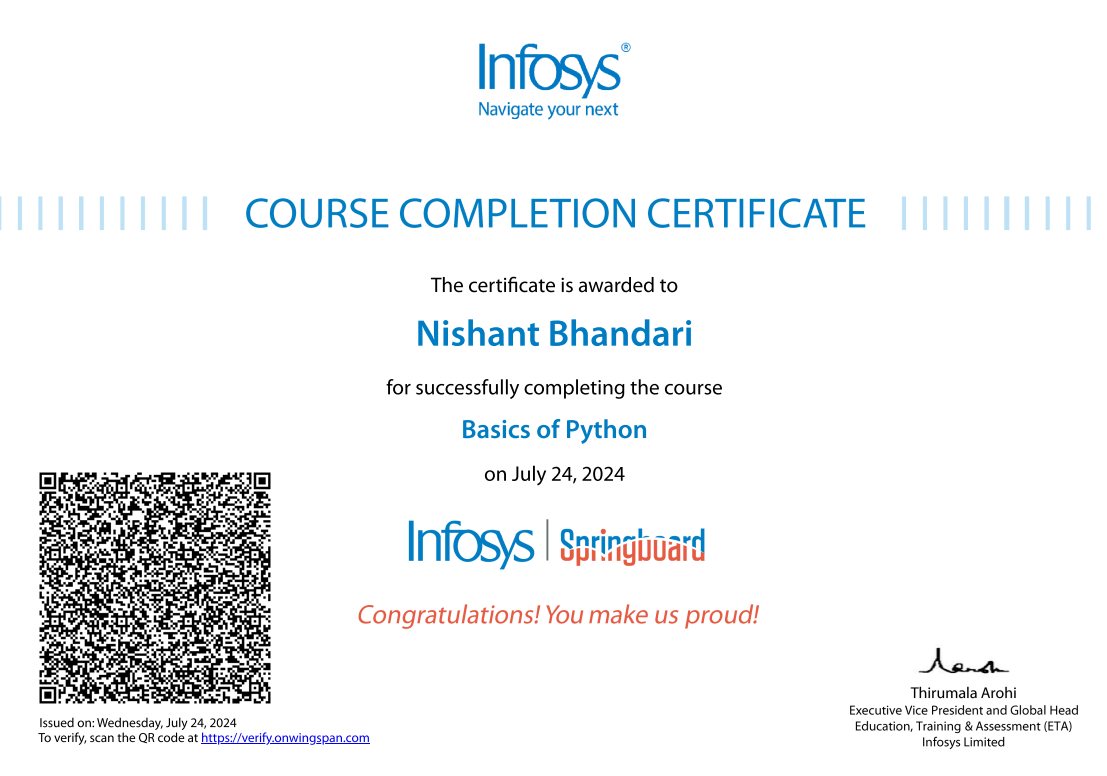 Infosys®
Navigate your next
COURSE COMPLETION CERTIFICATE
The certificate is awarded to
Nishant Bhandari
for successfully completing the course
Basics of Python
on July 24, 2024
Infosys | Springboard
Congratulations! You make us proud!
Issued on: Wednesday, July 24, 2024
To verify, scan the QR code at https://verify.onwingspan.com
Thirumala Arohi
Executive Vice President and Global Head
Education, Training & Assessment (ETA)
Infosys Limited